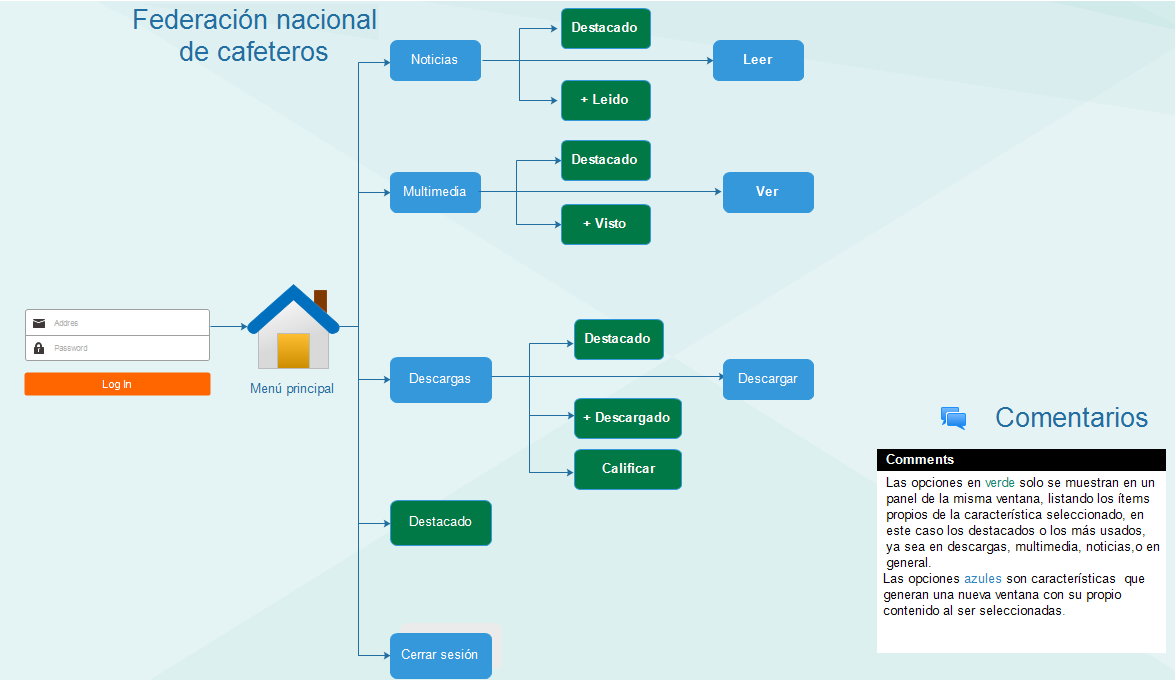 Federación nacional
de cafeteros
Noticias
Destacado
+ Leido
Leer
Multimedia
Destacado
+ Visto
Ver
Addres
Password
Log In
Menú principal
Descargas
Destacado
+ Descargado
Calificar
Descargar
Destacado
Cerrar sesión
Comentarios
Comments
Las opciones en verde solo se muestran en un
panel de la misma ventana, listando los ítems
propios de la característica seleccionado, en
este caso los destacados o los más usados,
ya sea en descargas, multimedia, noticias,o en
general.
Las opciones azules son características que
generan una nueva ventana con su propio
contenido al ser seleccionadas.